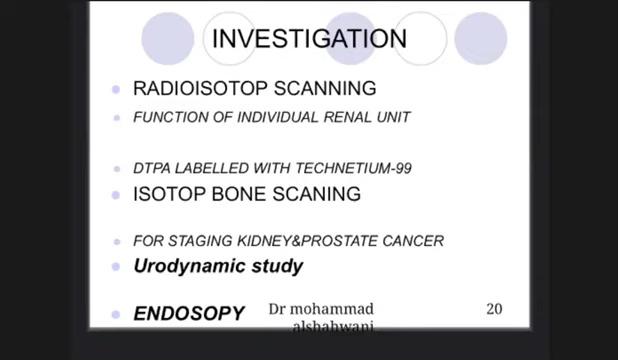 INVESTIGATION
RADIOISOTOP SCANNING
FUNCTION OF INDIVIDUAL RENAL UNIT
DTPA LABELLED WITH TECHNETIUM-99
ISOTOP BONE SCANING
FOR STAGING KIDNEY&PROSTATE CANCER
Urodynamic study
ENDOSOPY
Dr mohammad
alshahwani
20